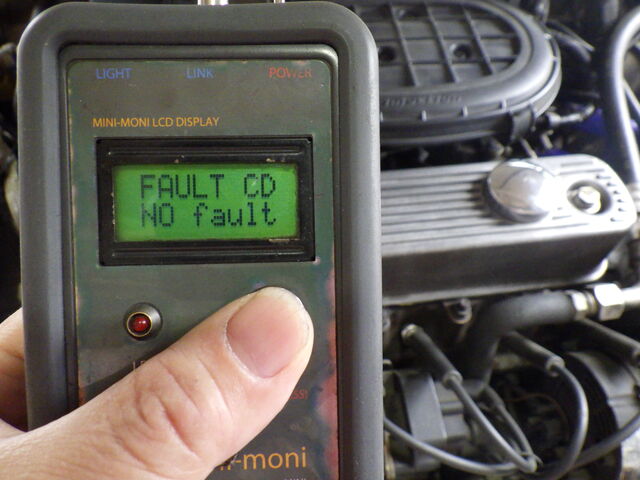 LIGHT LINK POWER
MINI-MONI LCD DISPLAY
FAULT CD
NO fault
-moni